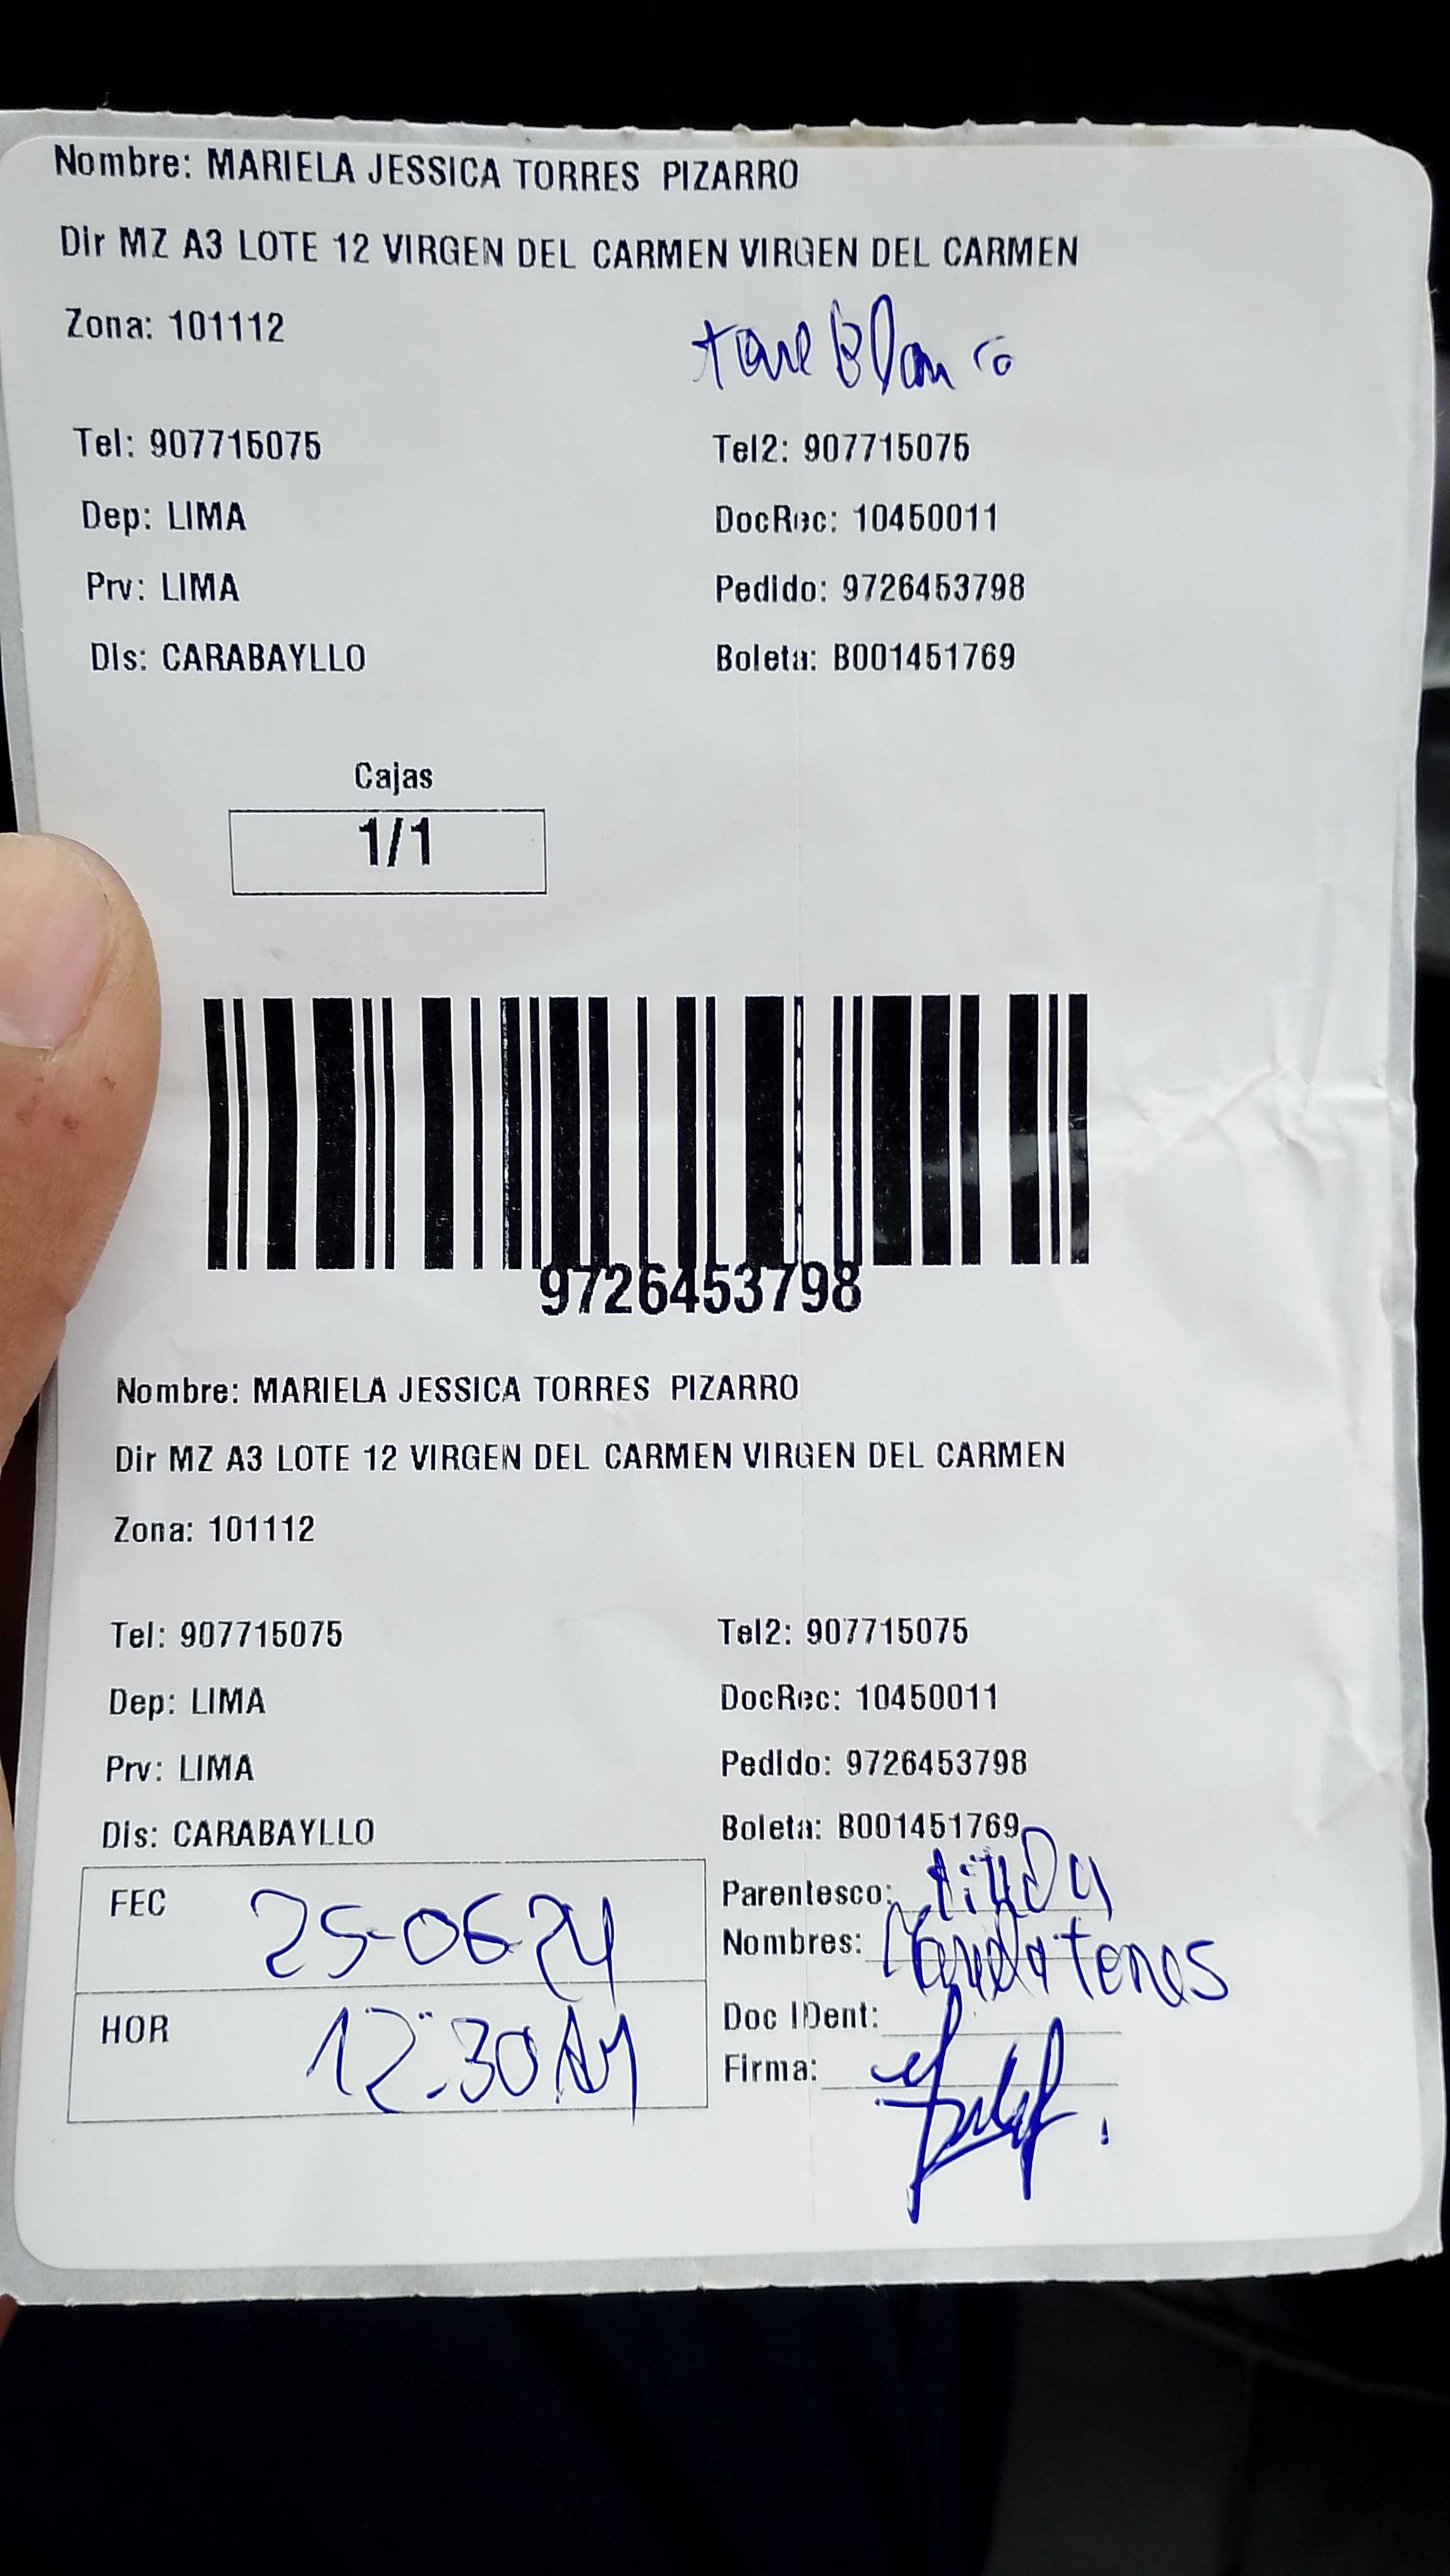 Nombre: MARIELA JESSICA TORRES PIZARRO
Dir MZ A3 LOTE 12 VIRGEN DEL CARMEN VIRGEN DEL CARMEN
Zona: 101112
Blanco
Tel: 907715075 Tel2: 907715075
Dep: LIMA DocRec: 10450011
Prv: LIMA Pedido: 9726453798
Dis: CARABAYLLO Boleta: B001451769
Cajas
1/1
9726453798
Nombre: MARIELA JESSICA TORRES PIZARRO
Dir MZ A3 LOTE 12 VIRGEN DEL CARMEN VIRGEN DEL CARMEN
Zona: 101112
Tel: 907715075 Tel2: 907715075
Dep: LIMA DocRec: 10450011
Prv: LIMA Pedido: 9726453798
Dis: CARABAYLLO Boleta: B001451769
FEC 25-06-24 Parentesco:
Nombres:
HOR 12:30 Doc IDent:
Firma: